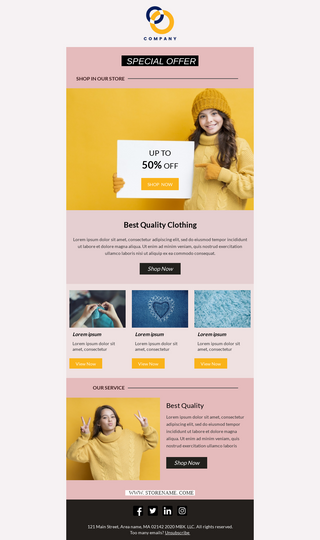 COMPANY
SPECIAL OFFER
SHOP IN OUR STORE
UP TO
50% OFF
SHOP NOW
Best Quality Clothing
Lorem ipsum dolor sit amet, consectetur adipiscing elit, sed do eiusmod tempor incididunt
ut labore et dolore magna aliqua. Ut enim ad minim veniam, quis nostrud exercitation
ullamco laboris nisi ut aliquip ex ea commodo consequat.
Shop Now
Lorem ipsum Lorem ipsum Lorem ipsum
Lorem ipsum dolor sit Lorem ipsum dolor sit Lorem ipsum dolor sit
amet, consectetur amet, consectetur amet, consectetur
View Now View Now View Now
OUR SERVICE
Best Quality
Lorem ipsum dolor sit amet, consectetur
adipiscing elit, sed do eiusmod tempor
incididunt ut labore et dolore magna
aliqua. Ut enim ad minim veniam, quis
nostrud exercitation ullamco laboris
Shop Now
WWW. STORENAME. COME
121 Main Street, Area name, MA 02142 2020 MBX, LLC. All rights reserved.
Too many emails? Unsubscribe.